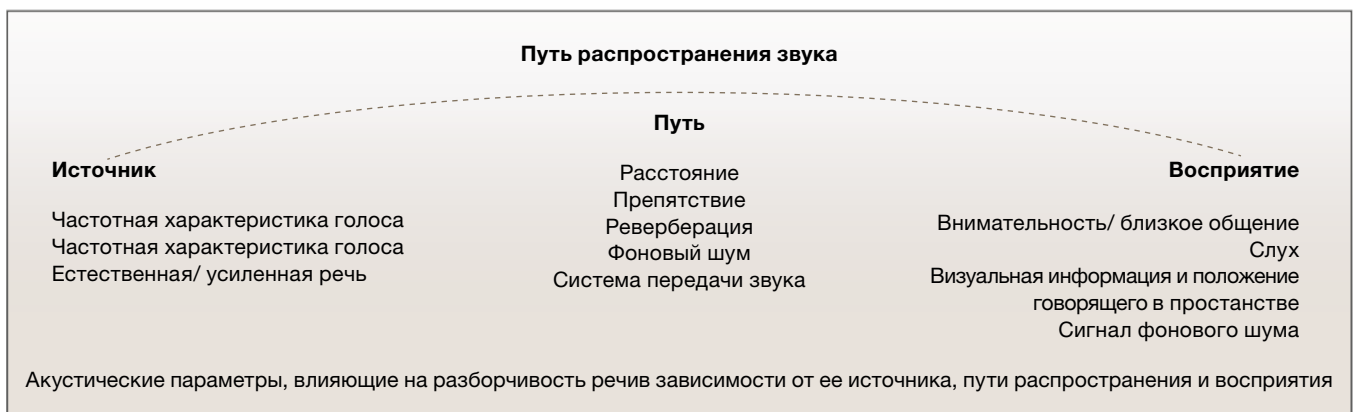 Путь распространения звука
Путь
Источник
Частотная характеристика голоса
Частотная характеристика голоса
Естественная/ усиленная речь
Расстояние
Препятствие
Реверберация
Фоновый шум
Система передачи звука
Восприятие
Внимательность/ близкое общение
Слух
Визуальная информация и положение
говорящего в простанстве
Сигнал фонового шума
Акустические параметры, влияющие на разборчивость речив зависимости от ее источника, пути распространения и восприятия